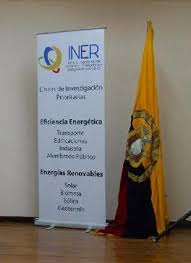 INER
Líneas de Investigación
Prioritarias
Eficiencia Energética
Transporte
Edificaciones
Industria
Alumbrado Público
Energías Renovables
Solar
Biomasa
Eólica
Geotermia